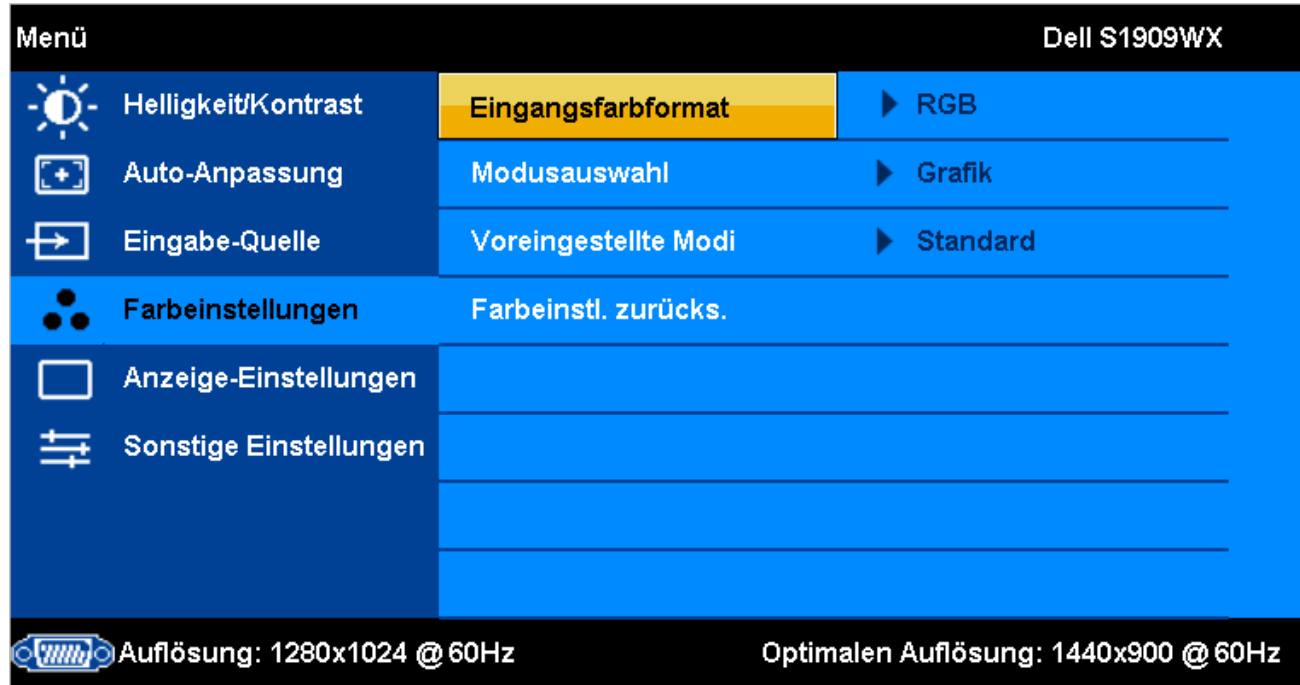 Menü Dell S1909WX
Helligkeit/Kontrast Eingangsfarbformat RGB
Auto-Anpassung Modusauswahl Grafik
Eingabe-Quelle Voreingestellte Modi Standard
Farbeinstellungen Farbeinstl. zurücks.
Anzeige-Einstellungen
Sonstige Einstellungen
Auflösung: 1280x1024 @ 60Hz Optimalen Auflösung: 1440x900 @ 60Hz